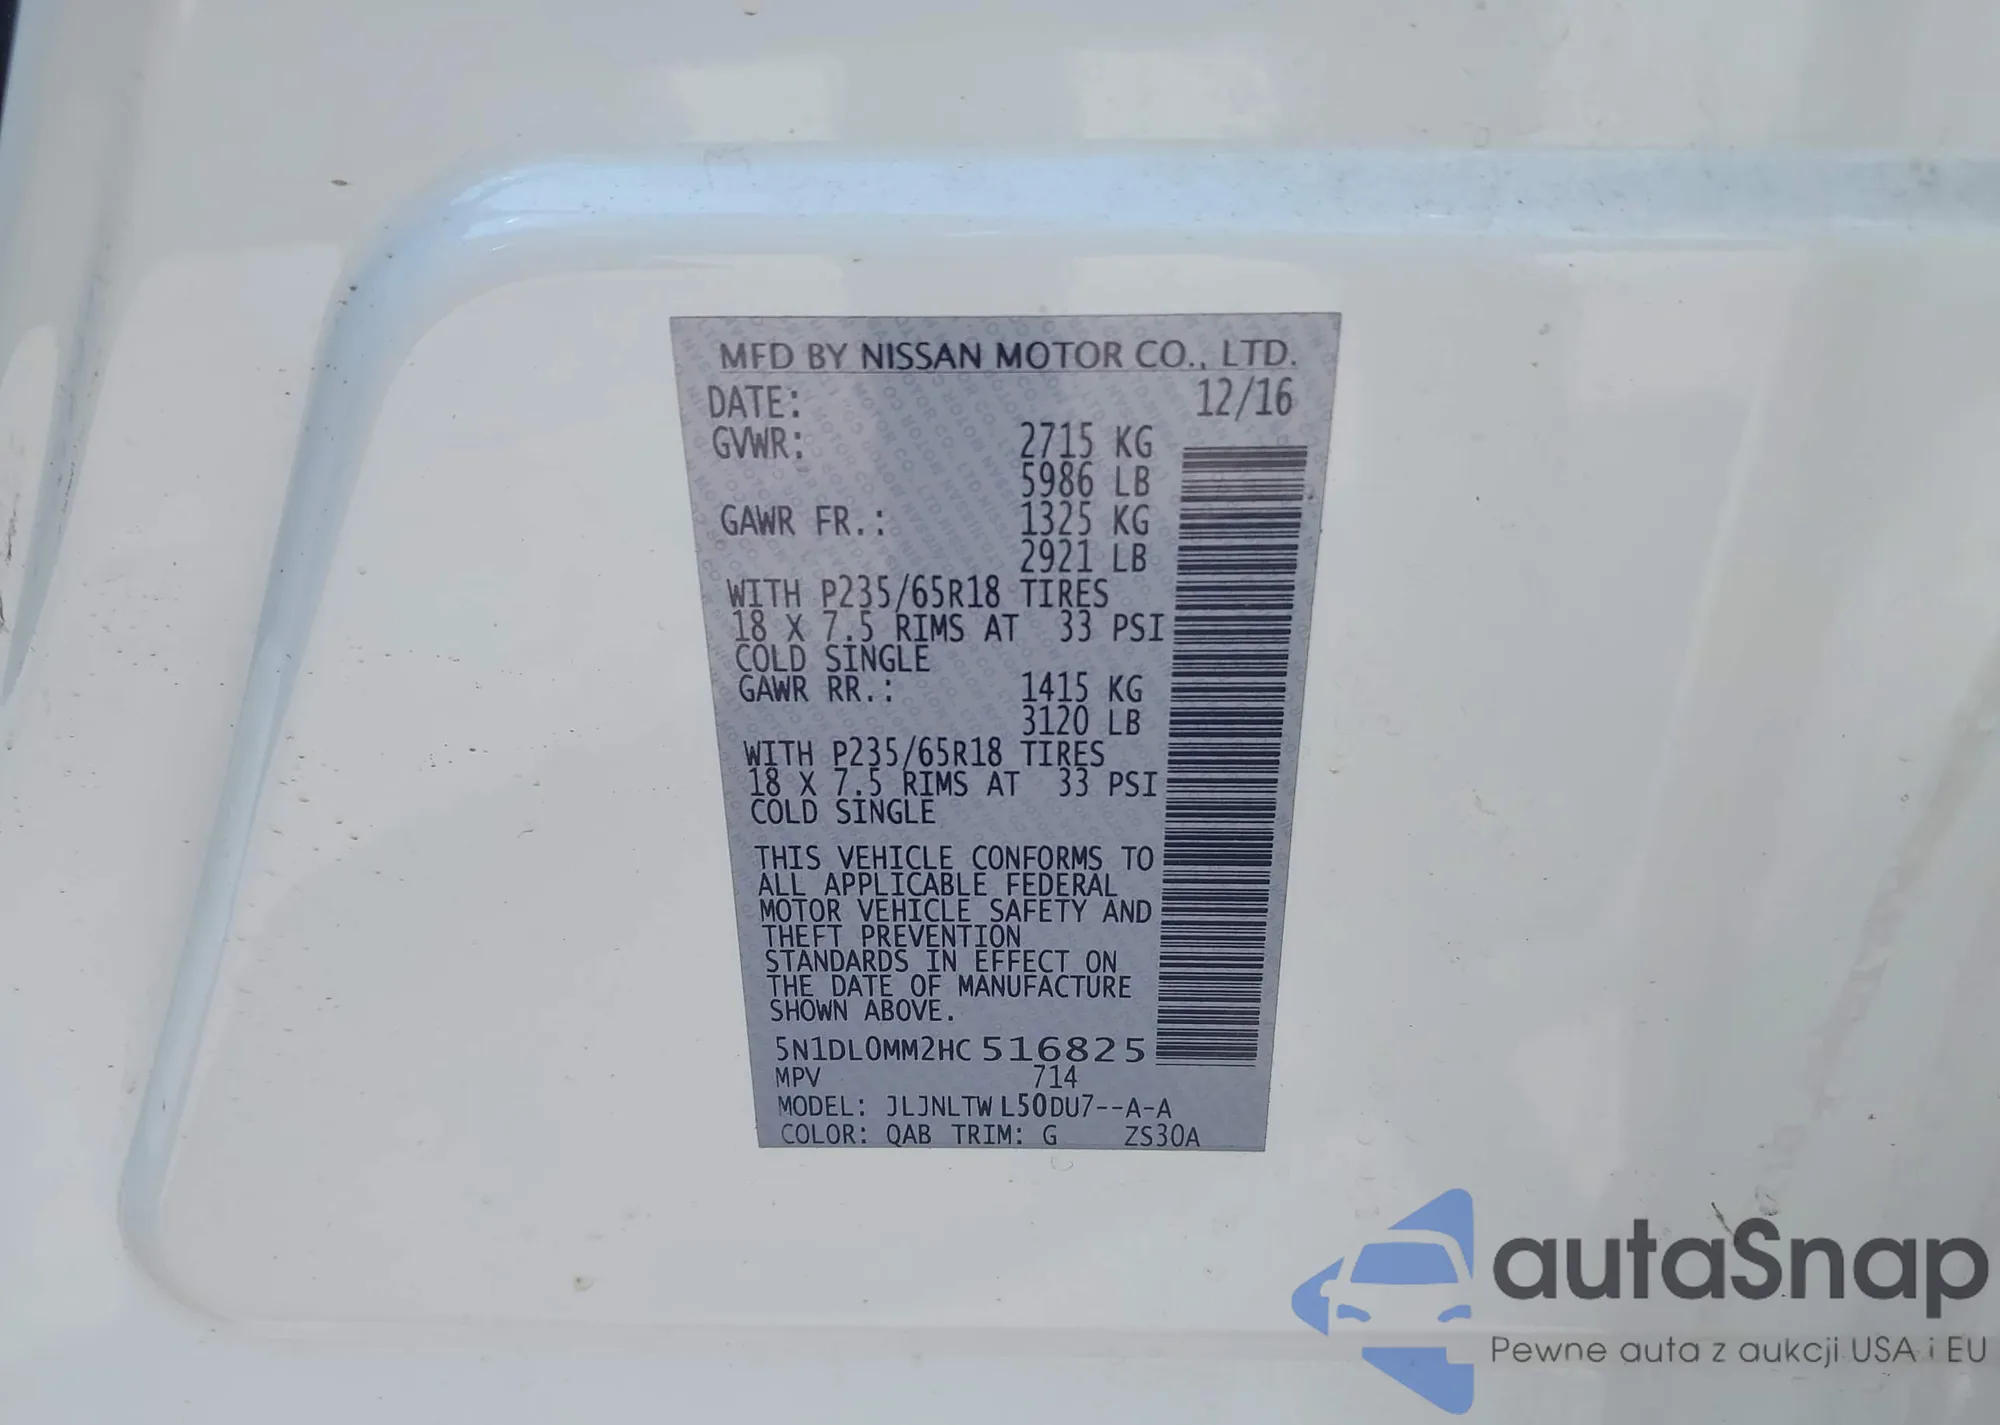 MFD BY NISSAN MOTOR CO., LTD.
DATE: 12/16
GVWR: 2715 KG
5986 LB
GAWR FR.: 1325 KG
2921 LB
WITH P235/65R18 TIRES
18 X 7.5 RIMS AT 33 PSI
COLD SINGLE
GAWR RR.: 1415 KG
3120 LB
WITH P235/65R18 TIRES
18 X 7.5 RIMS AT 33 PSI
COLD SINGLE
THIS VEHICLE CONFORMS TO
ALL APPLICABLE FEDERAL
MOTOR VEHICLE SAFETY AND
THEFT PREVENTION
STANDARDS IN EFFECT ON
THE DATE OF MANUFACTURE
SHOWN ABOVE.
5N1DL0MM2HC516825
MPV 714
MODEL: JLJNLTWL50DU7--A-A
COLOR: QAB TRIM: G ZS30A
autaSnap
Pewne auta z aukcji USA i EU